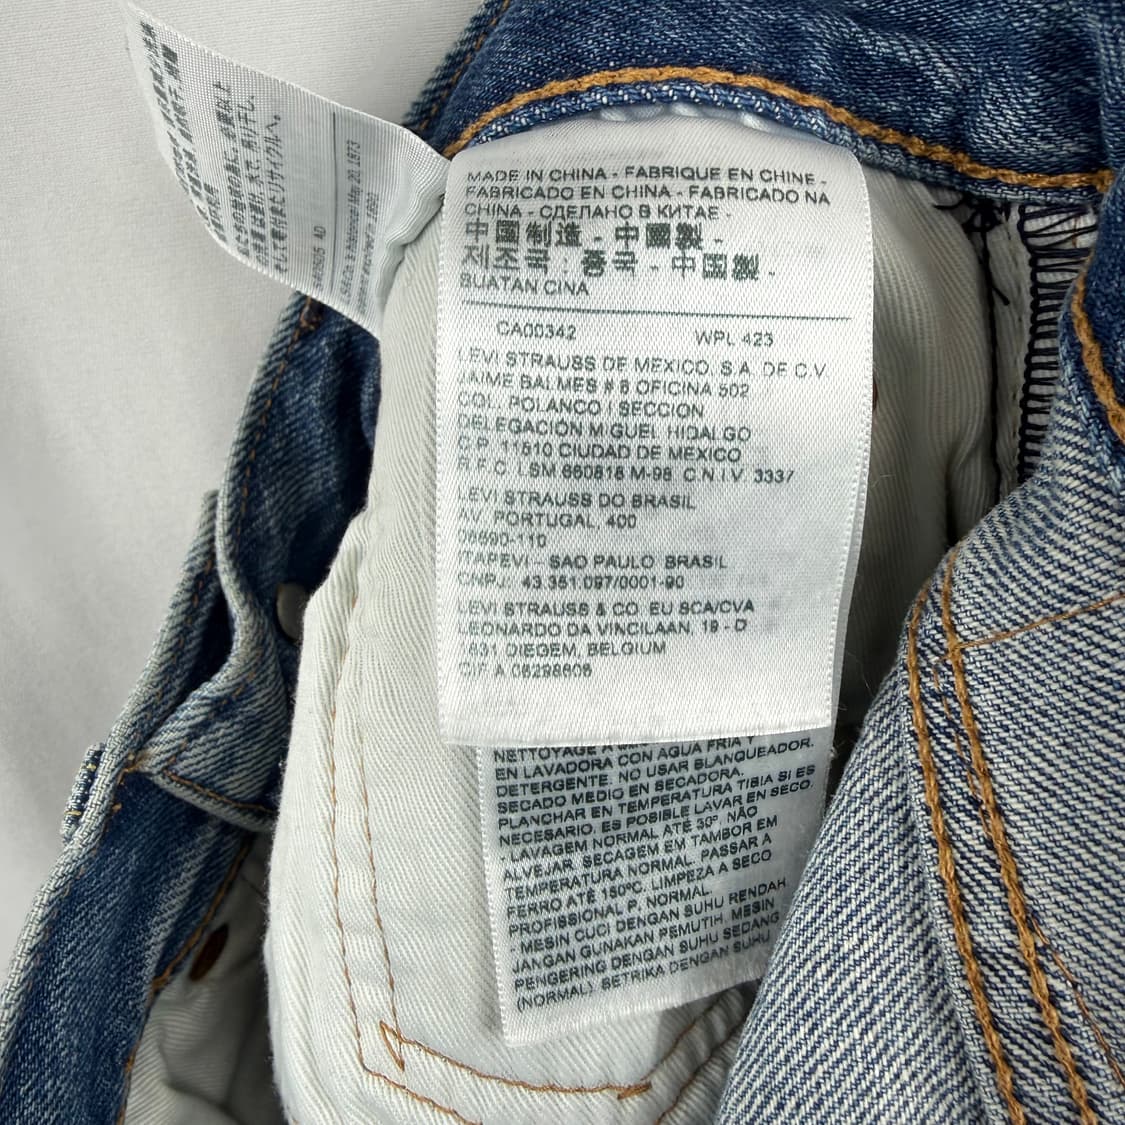 MADE IN CHINA - FABRIQUE EN CHINE -
FABRICADO EN CHINA - FABRICADO NA
CHINA - СДЕЛАНО В КИТАЕ -
中国制造 - 中國製 -
제조국 : 중국 - 中国製 -
BUATAN CINA
CA00342 WPL 423
LEVI STRAUSS DE MEXICO, S.A. DE C.V.
JAIME BALMES # 8 OFICINA 502
COL. POLANCO I SECCION
DELEGACION MIGUEL HIDALGO
C.P. 11510 CIUDAD DE MEXICO
R.F.C. LSM 660818 M-98 C.N.I.V. 3337
LEVI STRAUSS DO BRASIL
AV. PORTUGAL, 400
06690-110
ITAPEVI - SAO PAULO BRASIL
CNPJ: 43.351.097/0001-90
LEVI STRAUSS & CO. EU SCA/CVA
LEONARDO DA VINCILAAN, 19 - D
1831 DIEGEM, BELGIUM
CIF A 08298808
NETTOYAGE A
EN LAVADORA CON AGUA FRIA Y
DETERGENTE. NO USAR BLANQUEADOR.
SECADO MEDIO EN SECADORA.
PLANCHAR EN TEMPERATURA TIBIA SI ES
NECESARIO. ES POSIBLE LAVAR EN SECO.
- LAVAGEM NORMAL ATÉ 30º. NÃO
ALVEJAR. SECAGEM EM TAMBOR EM
TEMPERATURA NORMAL. PASSAR A
FERRO ATÉ 150ºC. LIMPEZA A SECO
PROFISSIONAL P. NORMAL.
- MESIN CUCI DENGAN SUHU RENDAH.
JANGAN GUNAKAN PEMUTIH. MESIN
PENGERING DENGAN SUHU SEDANG
(NORMAL). SETRIKA DENGAN SUHU